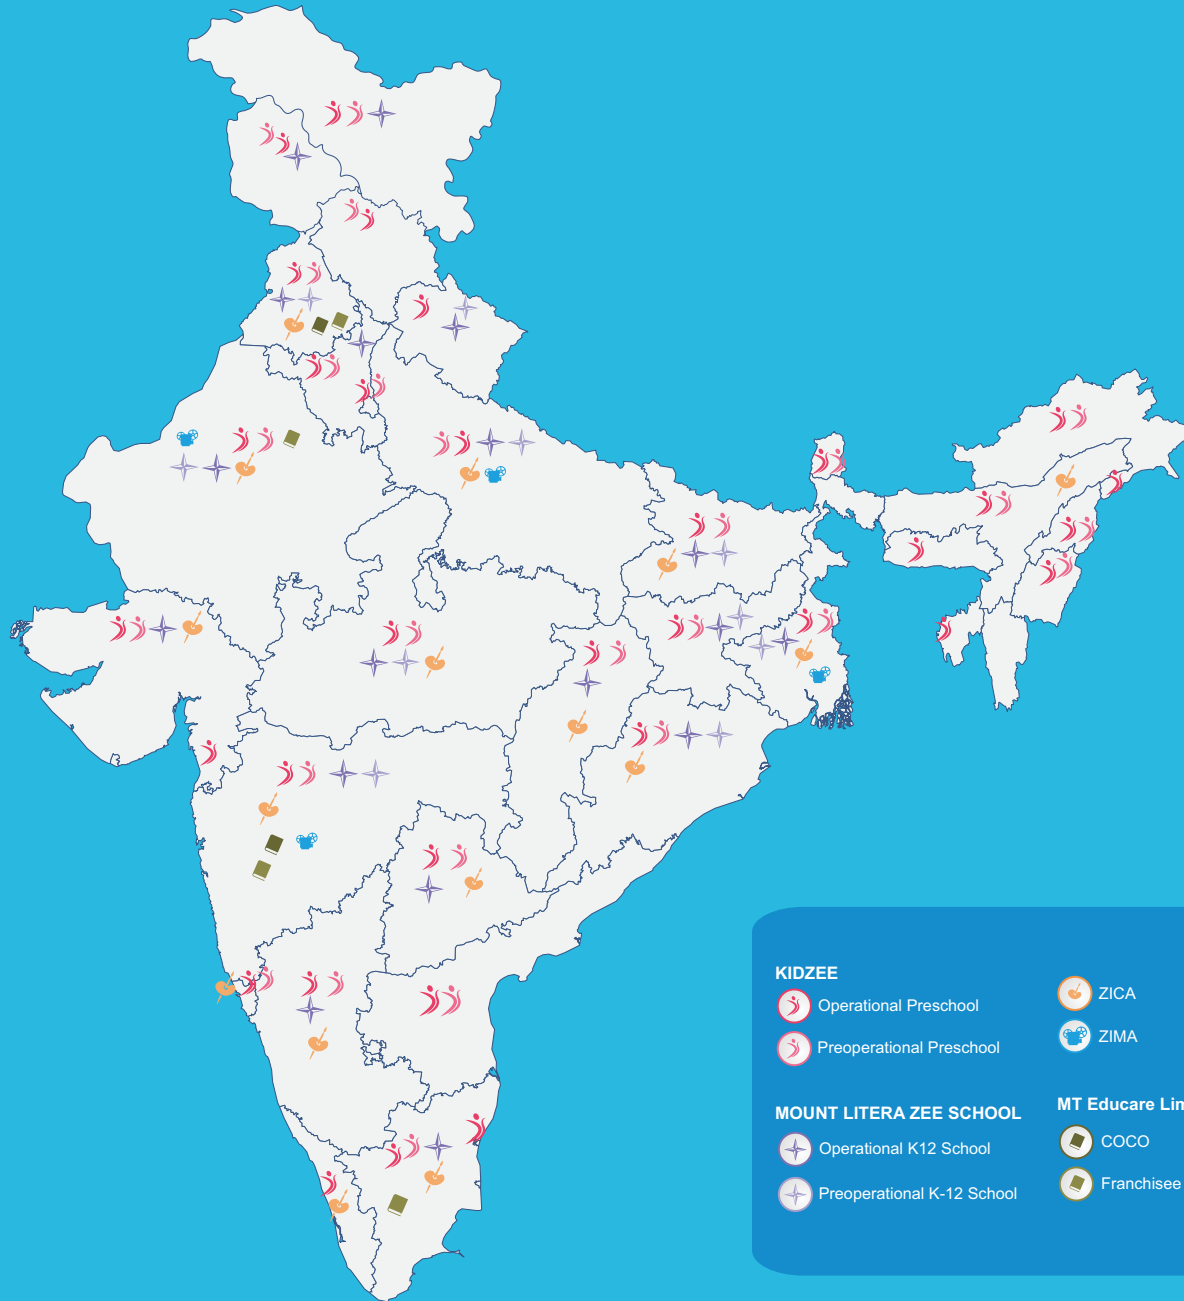 KIDZEE
Operational Preschool
Preoperational Preschool
MOUNT LITERA ZEE SCHOOL
Operational K12 School
Preoperational K-12 School
ZICA
ZIMA
MT Educare Lim
COCO
Franchisee